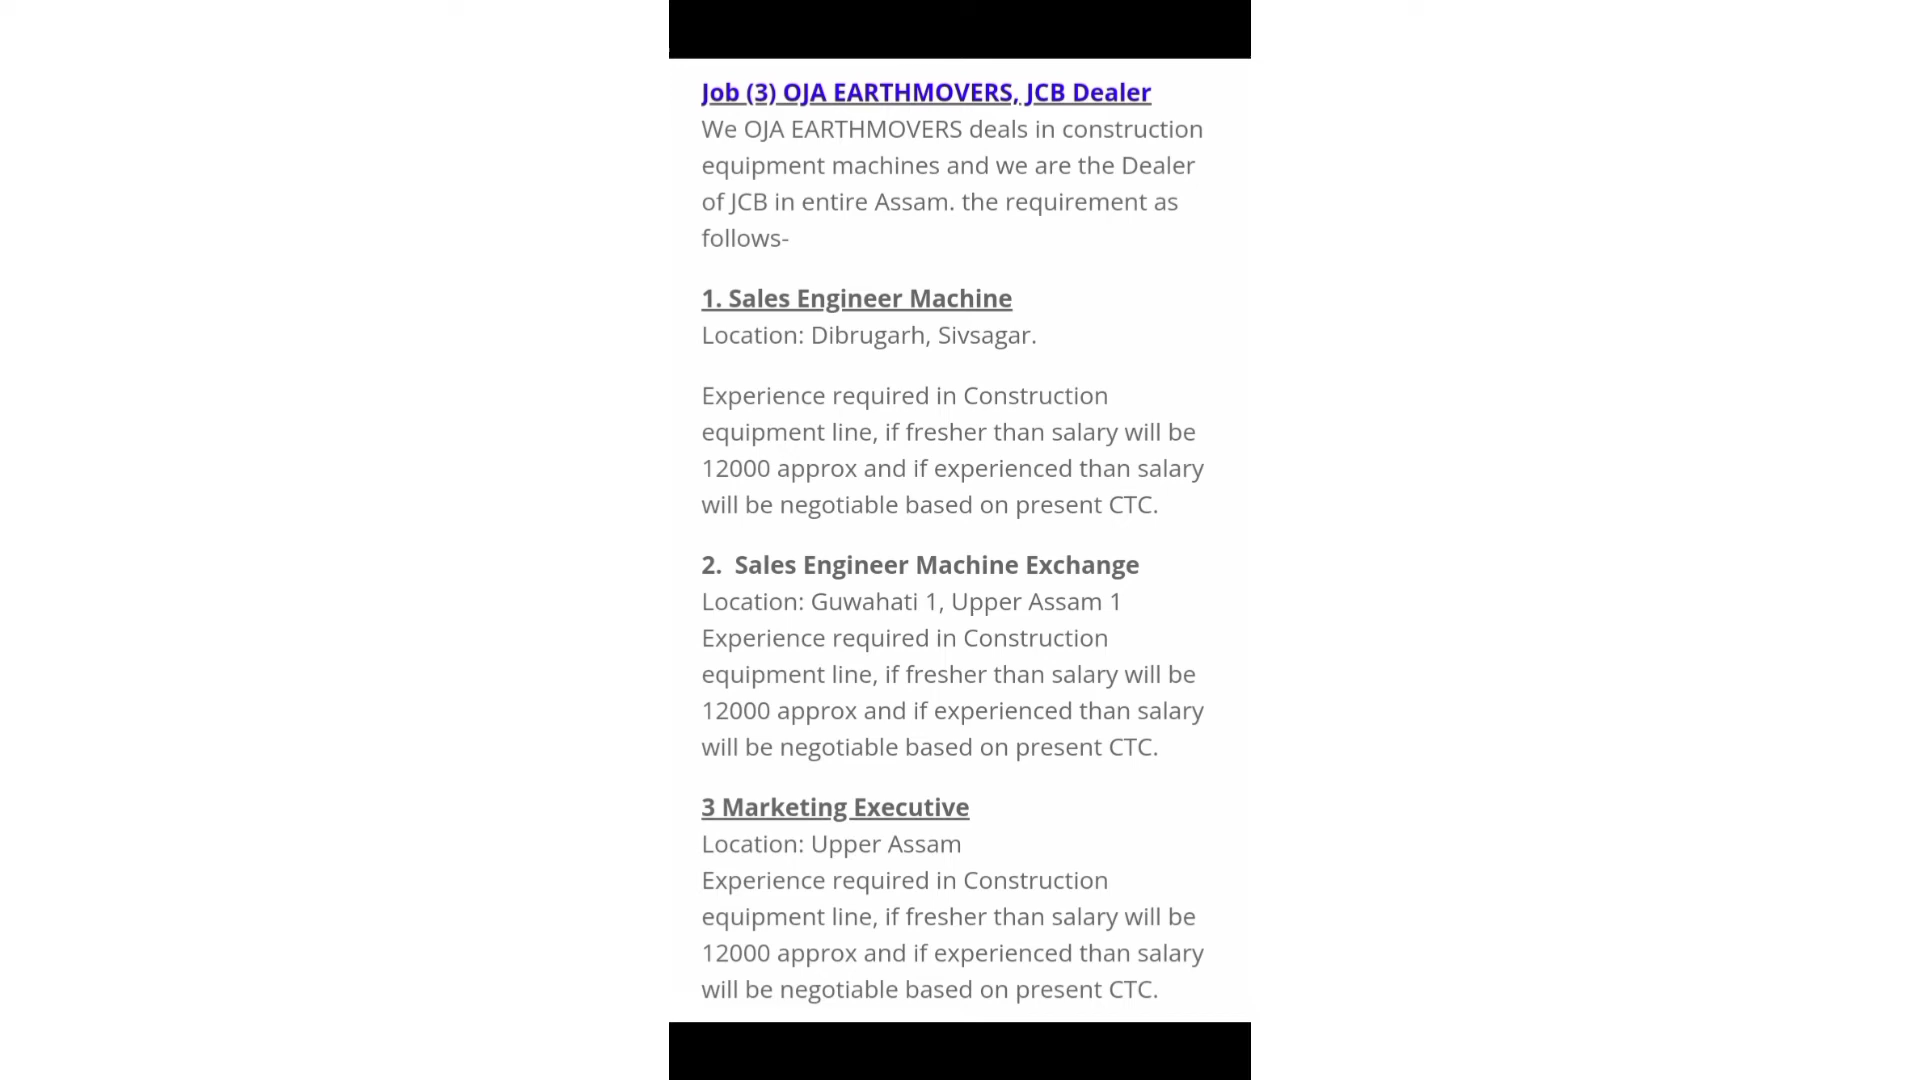 Job (3) OJA EARTHMOVERS, JCB Dealer
We OJA EARTHMOVERS deals in construction
equipment machines and we are the Dealer
of JCB in entire Assam. the requirement as
follows-
1. Sales Engineer Machine
Location: Dibrugarh, Sivsagar.
Experience required in Construction
equipment line, if fresher than salary will be
12000 approx and if experienced than salary
will be negotiable based on present CTC.
2.  Sales Engineer Machine Exchange
Location: Guwahati 1, Upper Assam 1
Experience required in Construction
equipment line, if fresher than salary will be
12000 approx and if experienced than salary
will be negotiable based on present CTC.
3 Marketing Executive
Location: Upper Assam
Experience required in Construction
equipment line, if fresher than salary will be
12000 approx and if experienced than salary
will be negotiable based on present CTC.